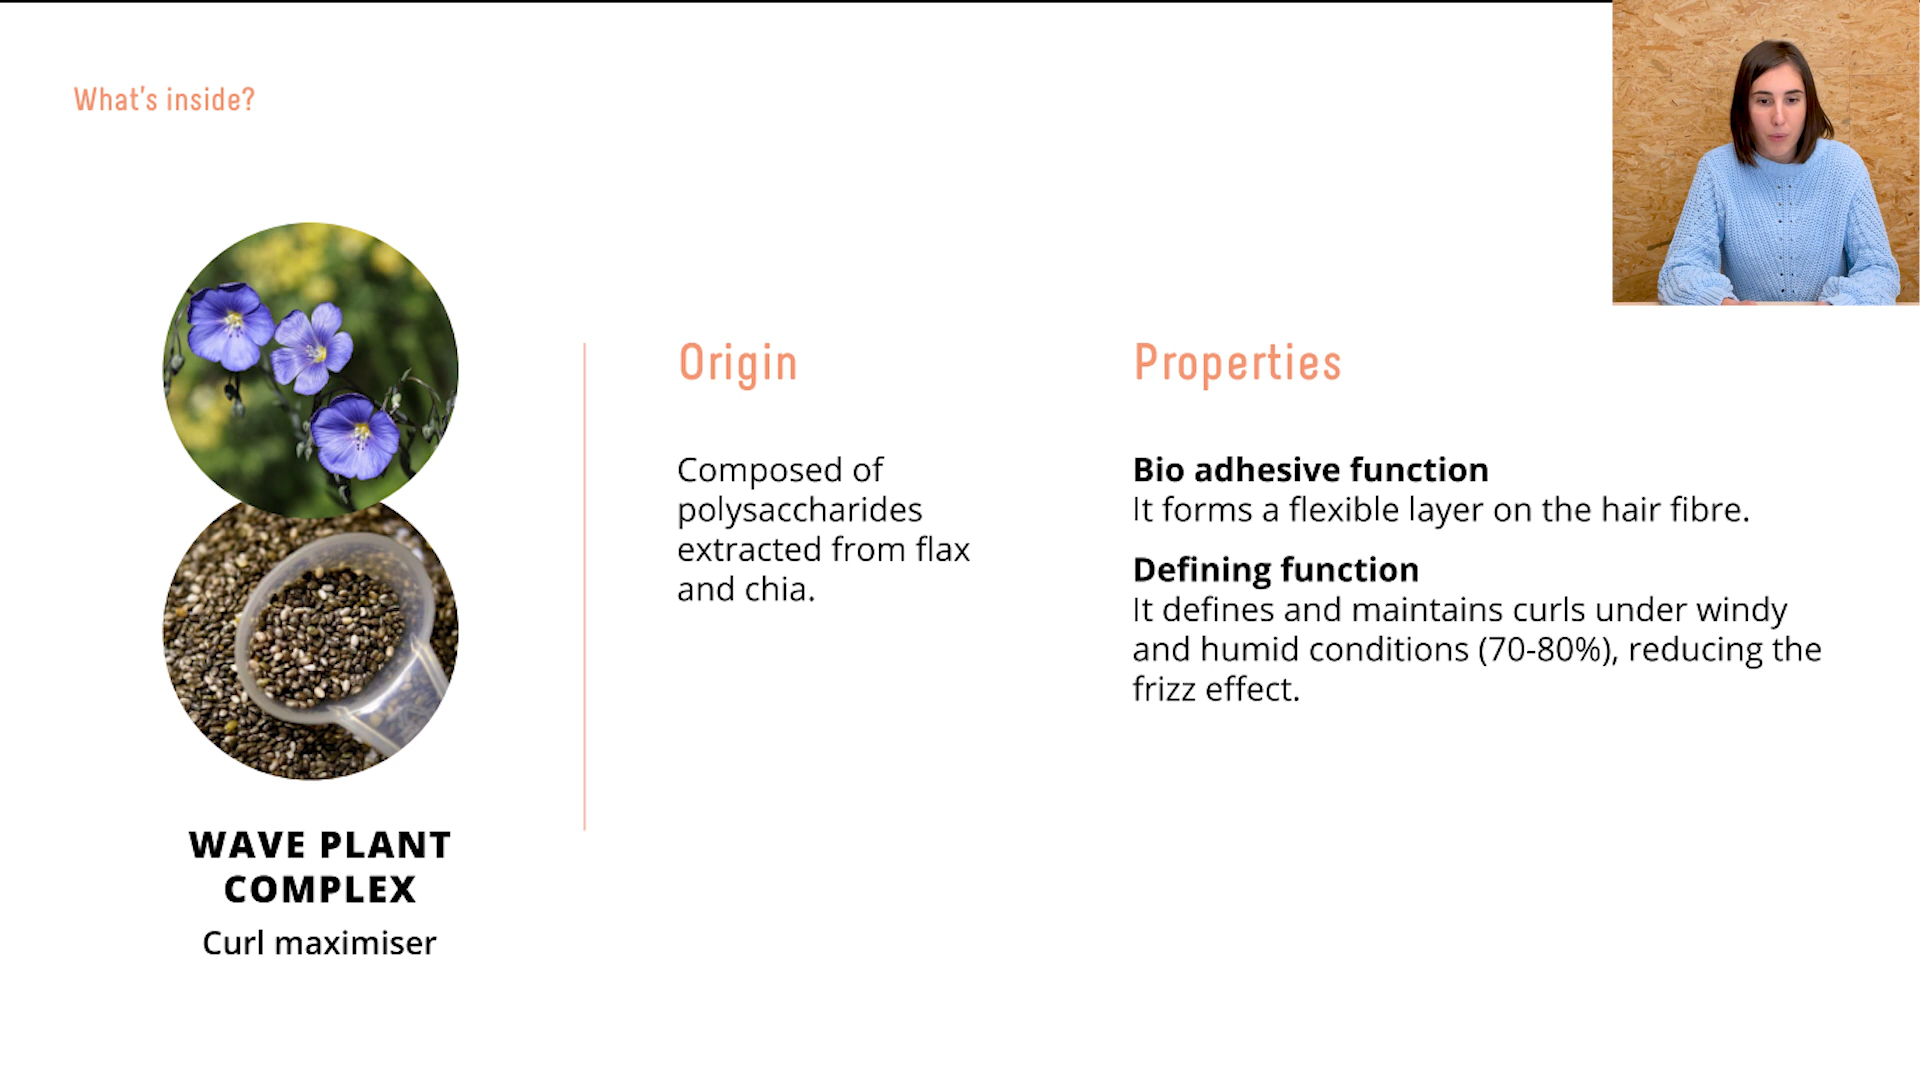 What's inside?
WAVE PLANT
COMPLEX
Curl maximiser
Origin
Composed of
polysaccharides
extracted from flax
and chia.
Properties
Bio adhesive function
It forms a flexible layer on the hair fibre.
Defining function
It defines and maintains curls under windy
and humid conditions (70-80%), reducing the
frizz effect.